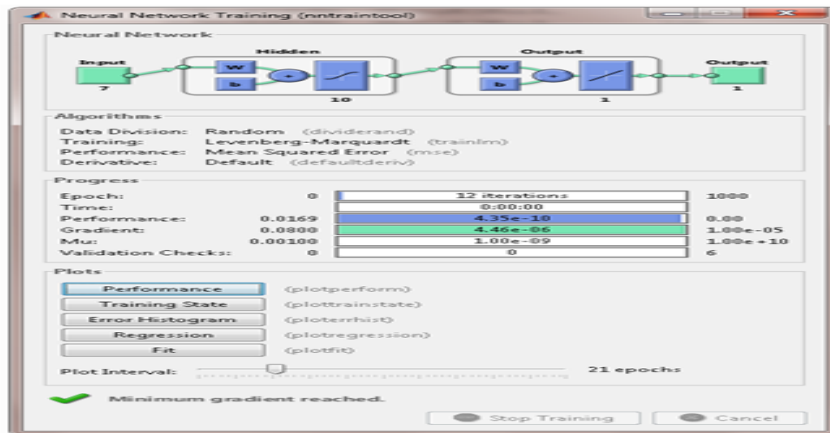 Neural Network Training (nntraintool)
Neural Network
Hidden
Output
Input
W
b
+
7
10
W
b
+
1
Output
1
Algorithms
Data Division: Random (dividerand)
Training: Levenberg-Marquardt (trainlm)
Performance: Mean Squared Error (mse)
Derivative: Default (defaultderiv)
Progress
Epoch: 0 12 iterations 1000
Time: 0:00:00
Performance: 0.0169 4.35e-10 0.00
Gradient: 0.0800 4.46e-06 1.00e-05
Mu: 0.00100 1.00e-09 1.00e+10
Validation Checks: 0 0 6
Plots
Performance (plotperform)
Training State (plottrainstate)
Error Histogram (ploterrhist)
Regression (plotregression)
Fit (plotfit)
Plot Interval: 21 epochs
Minimum gradient reached.
Stop Training Cancel